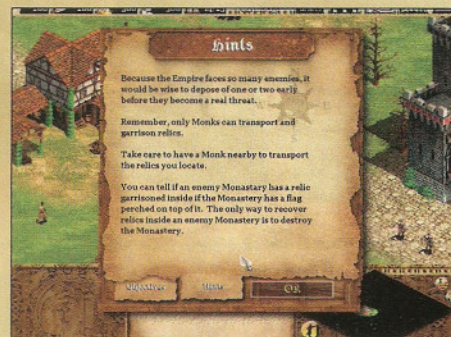 Hints
Because the Empire faces so many enemies, it
would be wise to depose of one or two early
before they become a real threat.
Remember, only Monks can transport and
garrison relics.
Take care to have a Monk nearby to transport
the relics you locate.
You can tell if an enemy Monastary has a relic
garrisoned inside if the Monastery has a flag
perched on top of it. The only way to recover
relics inside an enemy Monastery is to destroy
the Monastery.
Objectives
Hints
OK